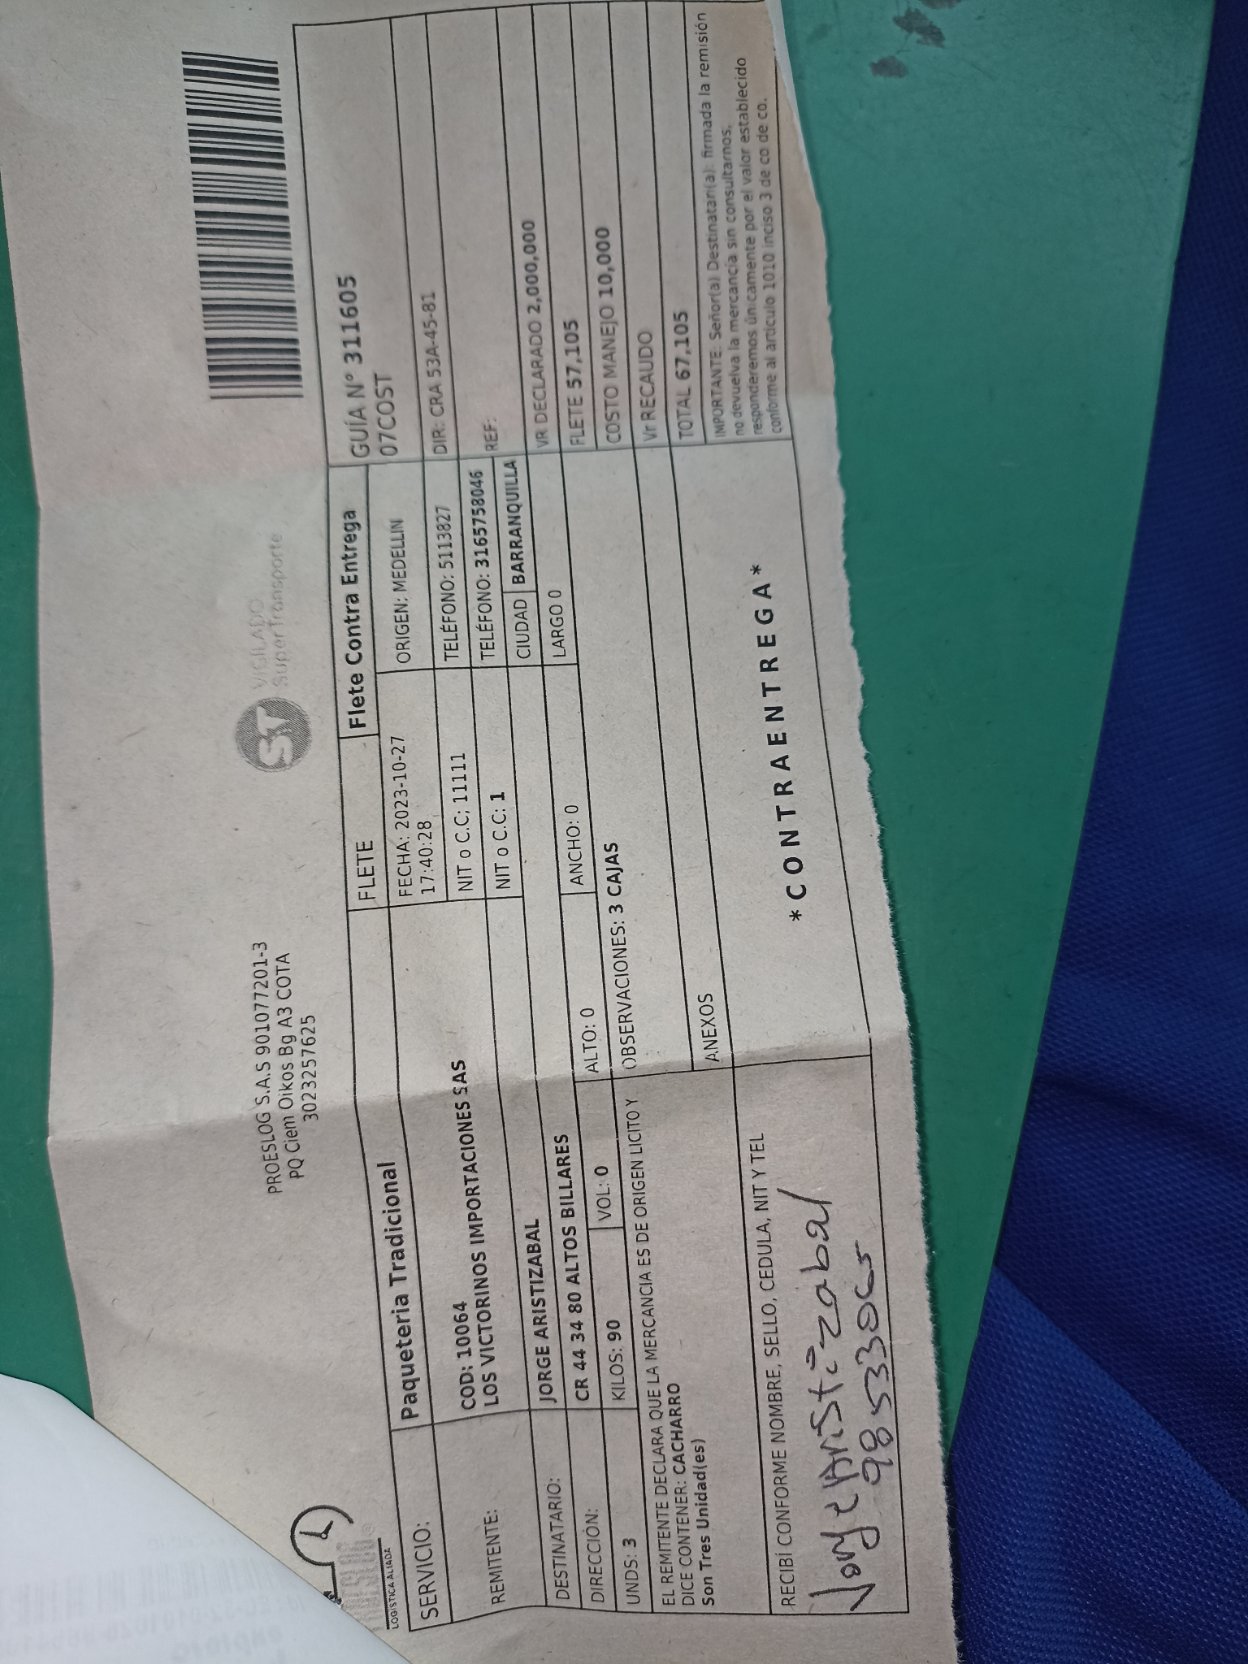 LOGISTICA ALIADA
PROESLOG S.A.S 901077201-3
PQ Ciem Oikos Bg A3 COTA
3023257625
ST VIGILADO
SuperTransporte
SERVICIO: Paqueteria Tradicional FLETE Flete Contra Entrega GUÍA N° 311605
07COST
REMITENTE: COD: 10064
LOS VICTORINOS IMPORTACIONES SAS
FECHA: 2023-10-27
17:40:28
ORIGEN: MEDELLIN DIR: CRA 53A-45-81
NIT o C.C: 11111 TELÉFONO: 5113827
DESTINATARIO: JORGE ARISTIZABAL NIT o C.C: 1 TELÉFONO: 3165758046 REF:
DIRECCIÓN: CR 44 34 80 ALTOS BILLARES CIUDAD BARRANQUILLA VR DECLARADO 2,000,000
UNDS: 3 KILOS: 90 VOL: 0 ALTO: 0 ANCHO: 0 LARGO 0 FLETE 57,105
EL REMITENTE DECLARA QUE LA MERCANCIA ES DE ORIGEN LICITO Y
DICE CONTENER: CACHARRO
Son Tres Unidad(es)
OBSERVACIONES: 3 CAJAS
COSTO MANEJO 10,000
Vr RECAUDO
ANEXOS
TOTAL 67,105
RECIBÍ CONFORME NOMBRE, SELLO, CEDULA, NIT Y TEL
Jorge Aristizabal
*CONTRAENTREGA*
IMPORTANTE: Señor(a) Destinatari(a): firmada la remisión
no devuelva la mercancia sin consultarnos,
responderemos únicamente por el valor establecido
conforme al articulo 1010 inciso 3 de co de co.